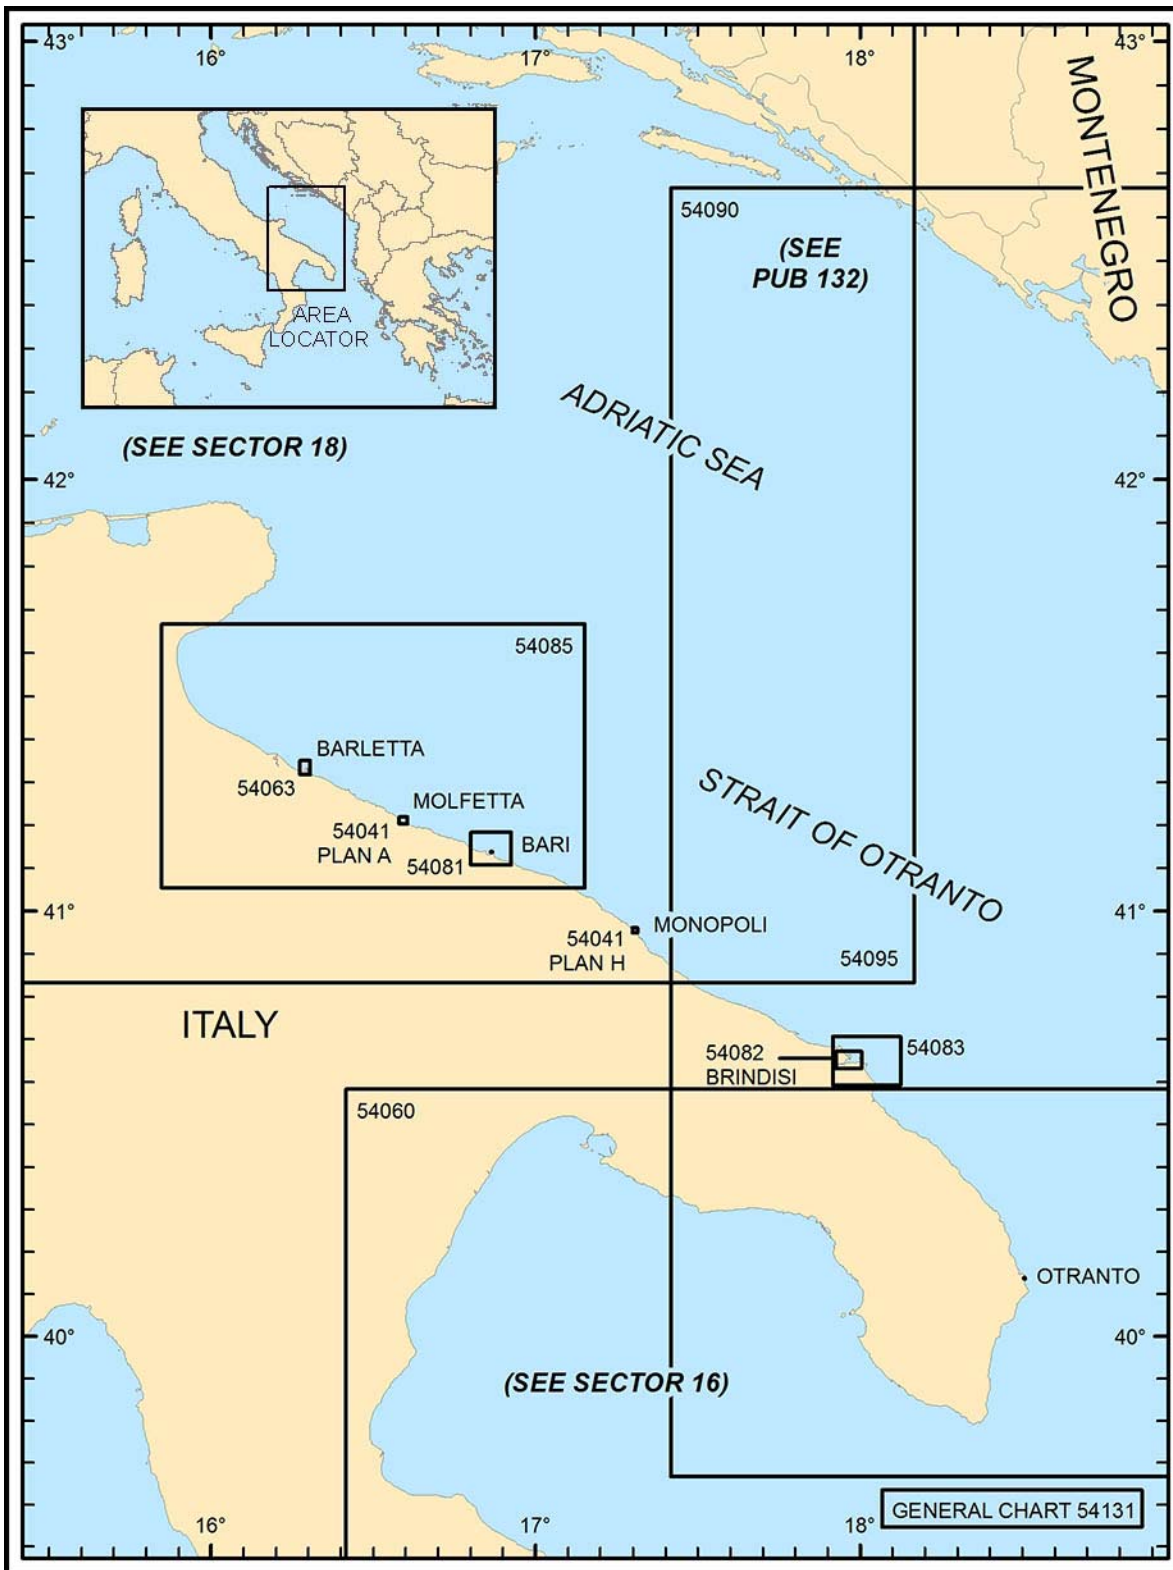 43°
16°
17°
18°
43°
MONTENEGRO
54090
(SEE
PUB 132)
AREA
LOCATOR
ADRIATIC SEA
(SEE SECTOR 18)
42°
42°
54085
BARLETTA
54063
MOLFETTA
54041
PLAN A
BARI
54081
STRAIT OF OTRANTO
41°
41°
MONOPOLI
54041
PLAN H
54095
ITALY
54082
BRINDISI
54083
54060
OTRANTO
40°
40°
(SEE SECTOR 16)
GENERAL CHART 54131
16°
17°
18°